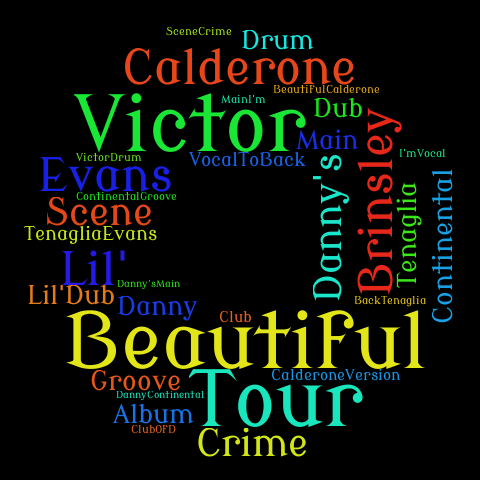 SceneCrime
Drum
Calderone
BeautifulCalderone
Victor
MainI'm
Dub
Main
VictorDrum
VocalToBack
I'mVocal
Evans
Danny's
Brinsley
Tenaglia
Continental
ContinentalGroove
Scene
TenagliaEvans
Lil'
Danny'sMain
Lil'Dub
Danny
BackTenaglia
Club
Beautiful
Groove
CalderoneVersion
DannyContinental
Tour
Album
ClubOFD
Crime